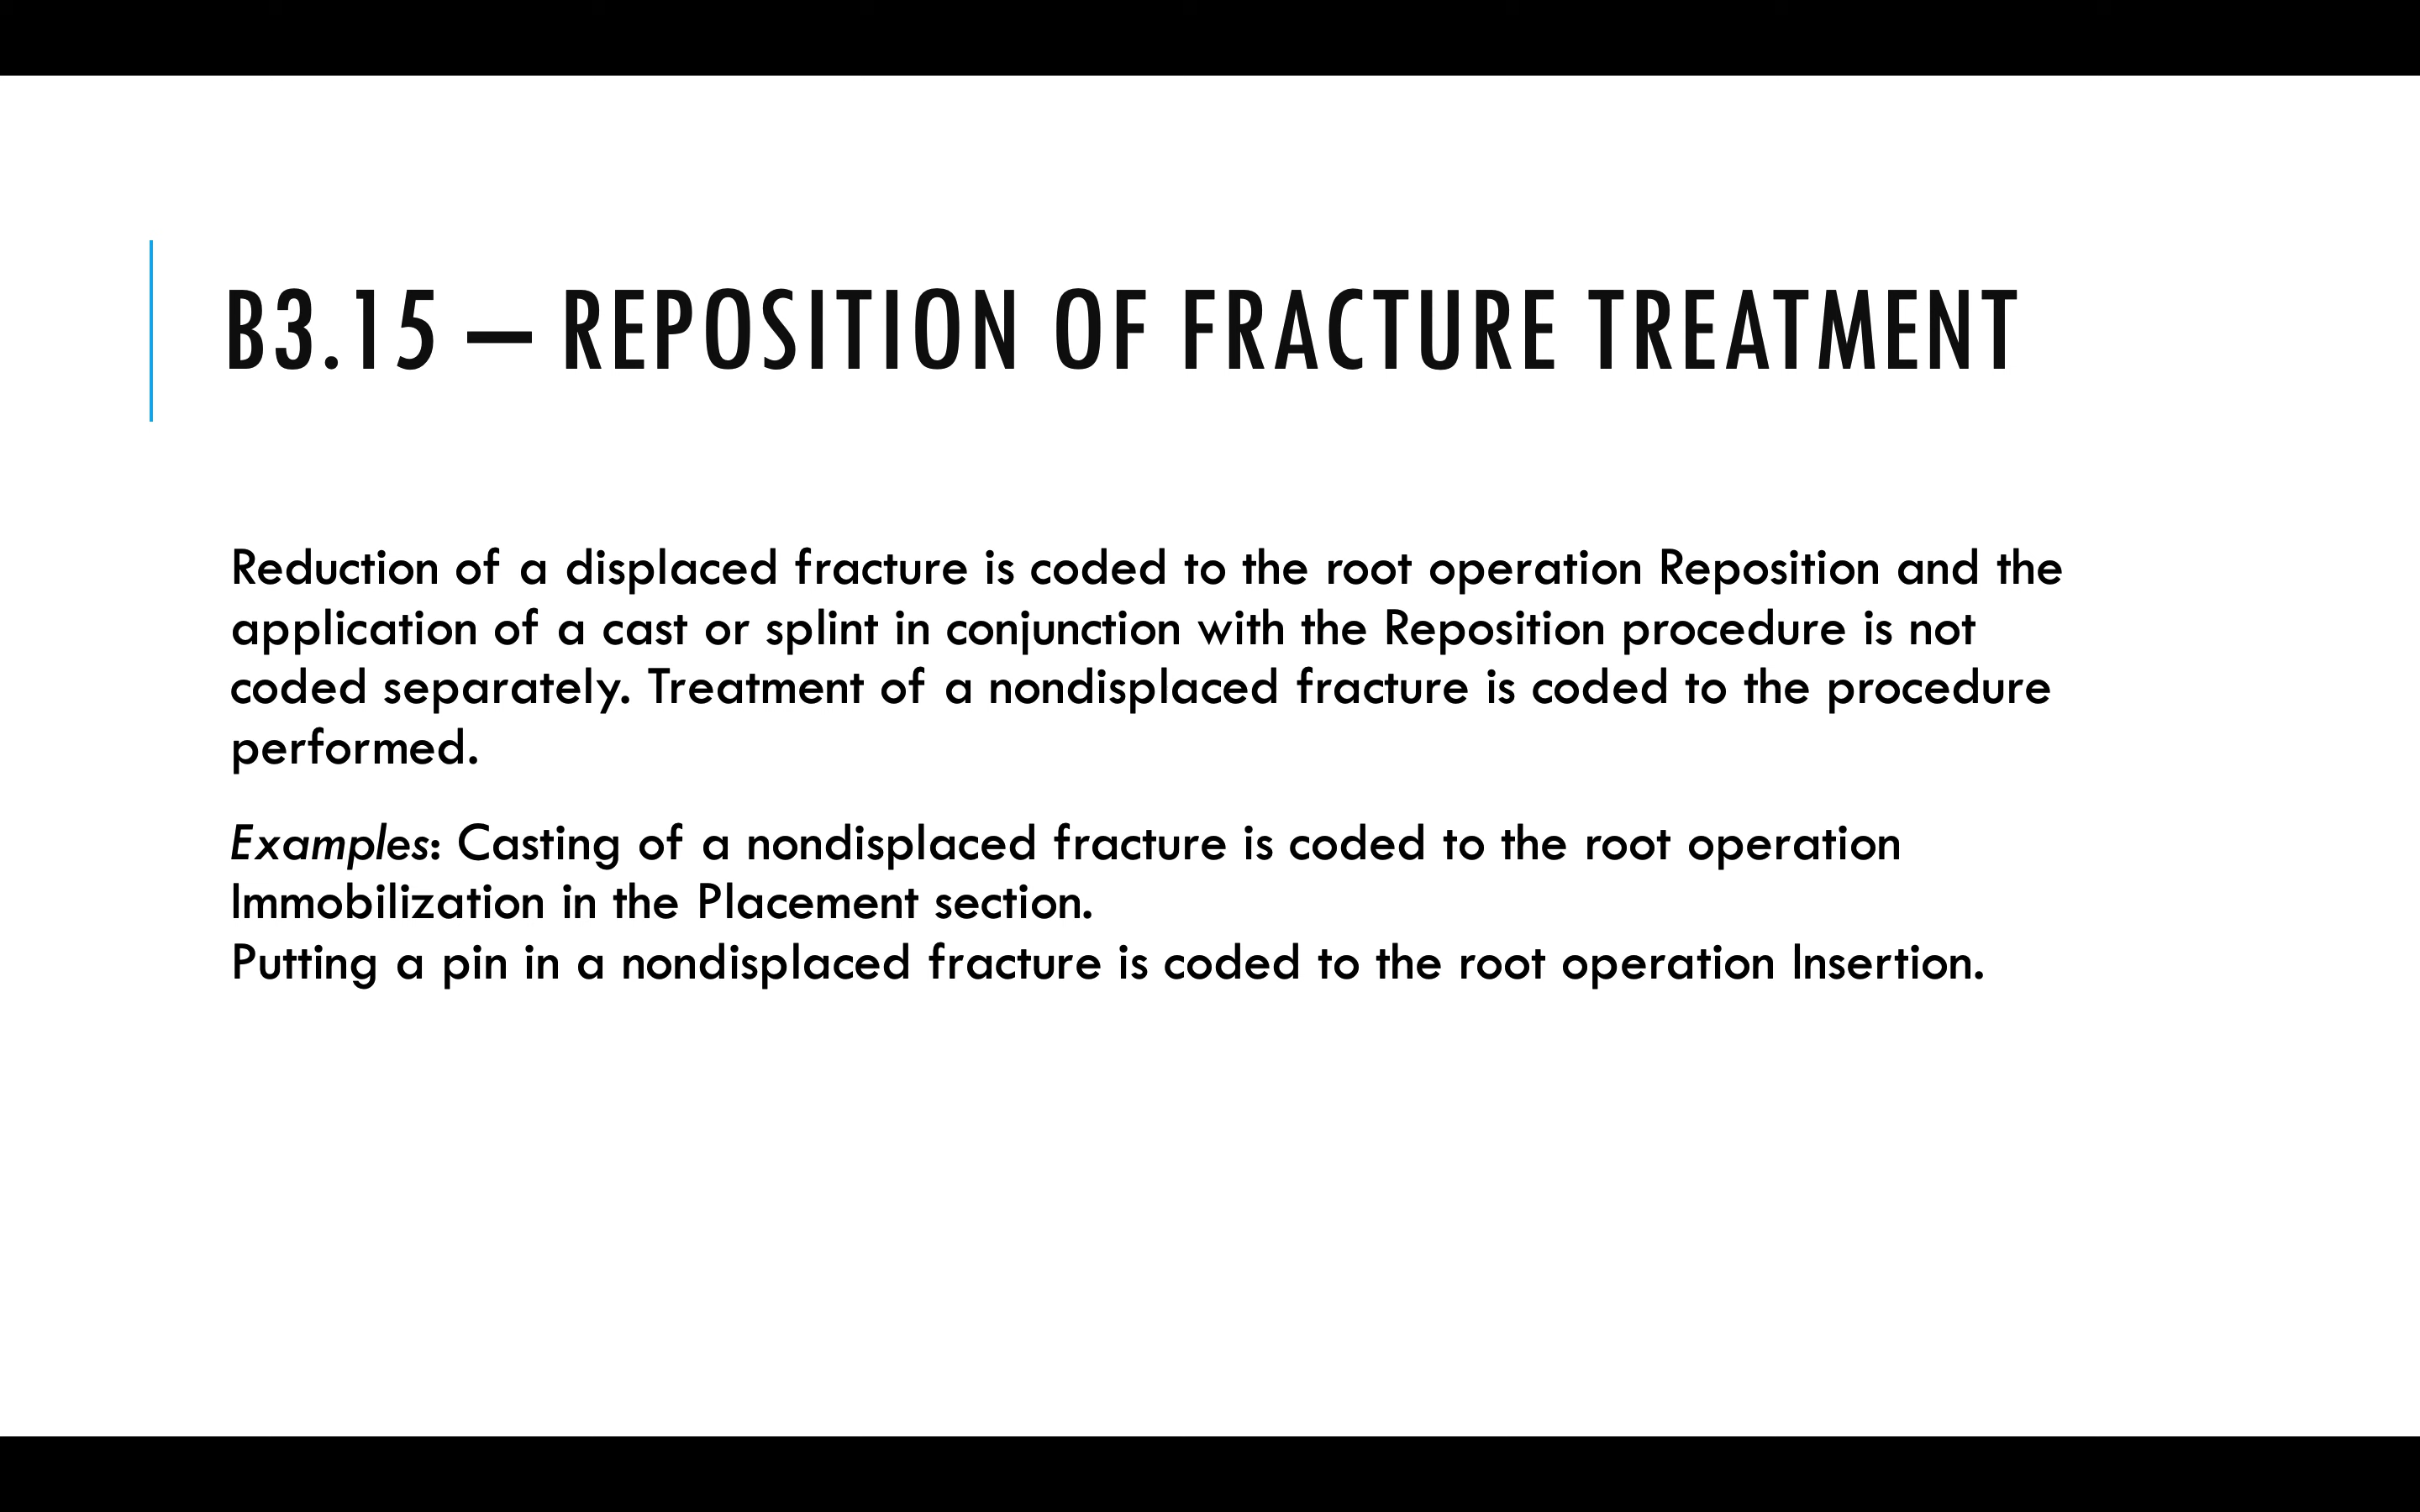 B3.15 – REPOSITION OF FRACTURE TREATMENT
Reduction of a displaced fracture is coded to the root operation Reposition and the
application of a cast or splint in conjunction with the Reposition procedure is not
coded separately. Treatment of a nondisplaced fracture is coded to the procedure
performed.
Examples: Casting of a nondisplaced fracture is coded to the root operation
Immobilization in the Placement section.
Putting a pin in a nondisplaced fracture is coded to the root operation Insertion.